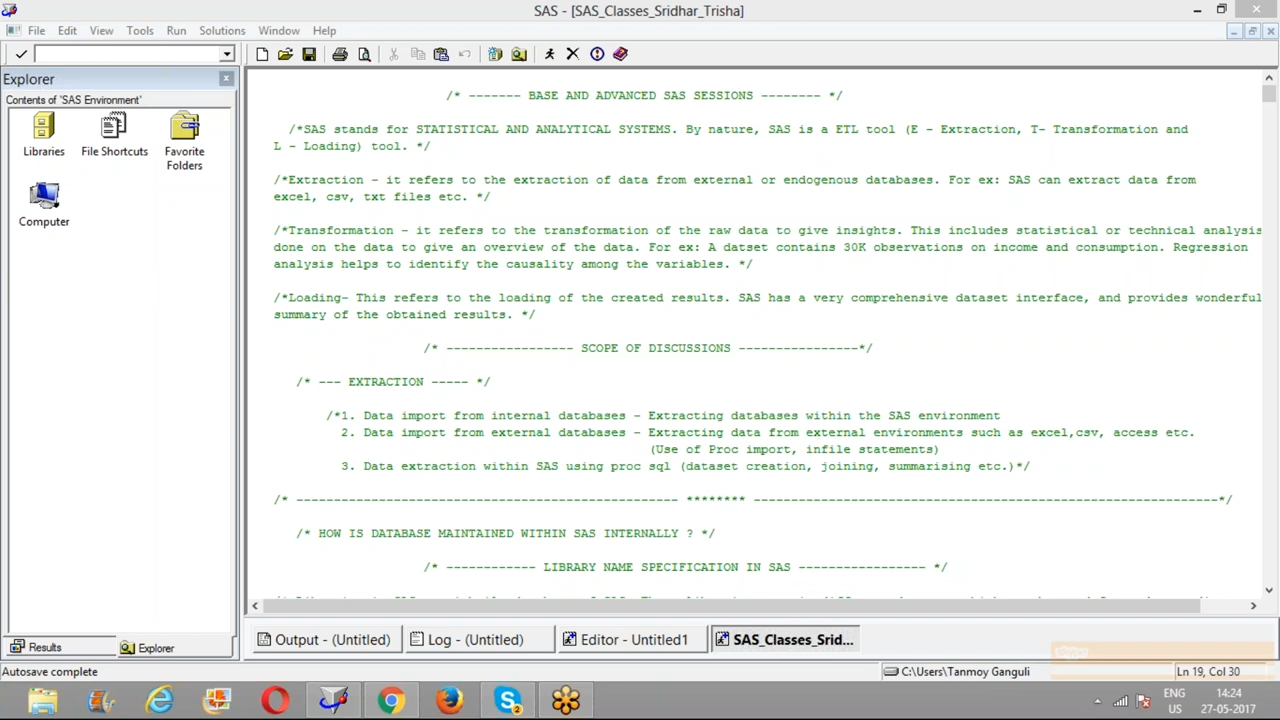 SAS - [SAS_Classes_Sridhar_Trisha]
File Edit View Tools Run Solutions Window Help
Explorer
Contents of 'SAS Environment'
Libraries
File Shortcuts
Favorite Folders
Computer
/* ------- BASE AND ADVANCED SAS SESSIONS -------- */
/*SAS stands for STATISTICAL AND ANALYTICAL SYSTEMS. By nature, SAS is a ETL tool (E - Extraction, T- Transformation and
L - Loading) tool. */
/*Extraction - it refers to the extraction of data from external or endogenous databases. For ex: SAS can extract data from
excel, csv, txt files etc. */
/*Transformation - it refers to the transformation of the raw data to give insights. This includes statistical or technical analysis
done on the data to give an overview of the data. For ex: A datset contains 30K observations on income and consumption. Regression
analysis helps to identify the causality among the variables. */
/*Loading- This refers to the loading of the created results. SAS has a very comprehensive dataset interface, and provides wonderful
summary of the obtained results. */
/* ----------------- SCOPE OF DISCUSSIONS ---------------*/
/* --- EXTRACTION ----- */
/*1. Data import from internal databases - Extracting databases within the SAS environment
2. Data import from external databases - Extracting data from external environments such as excel,csv, access etc.
(Use of Proc import, infile statements)
3. Data extraction within SAS using proc sql (dataset creation, joining, summarising etc.)*/
/* --------------------------------------------------- ******** --------------------------------------------------------------*/
/* HOW IS DATABASE MAINTAINED WITHIN SAS INTERNALLY ? */
/* ------------ LIBRARY NAME SPECIFICATION IN SAS ----------------- */
Results
Explorer
Output - (Untitled)
Log - (Untitled)
Editor - Untitled1
SAS_Classes_Srid...
Autosave complete
C:\Users\Tanmoy Ganguli
Ln 19, Col 30
ENG
US
14:24
27-05-2017